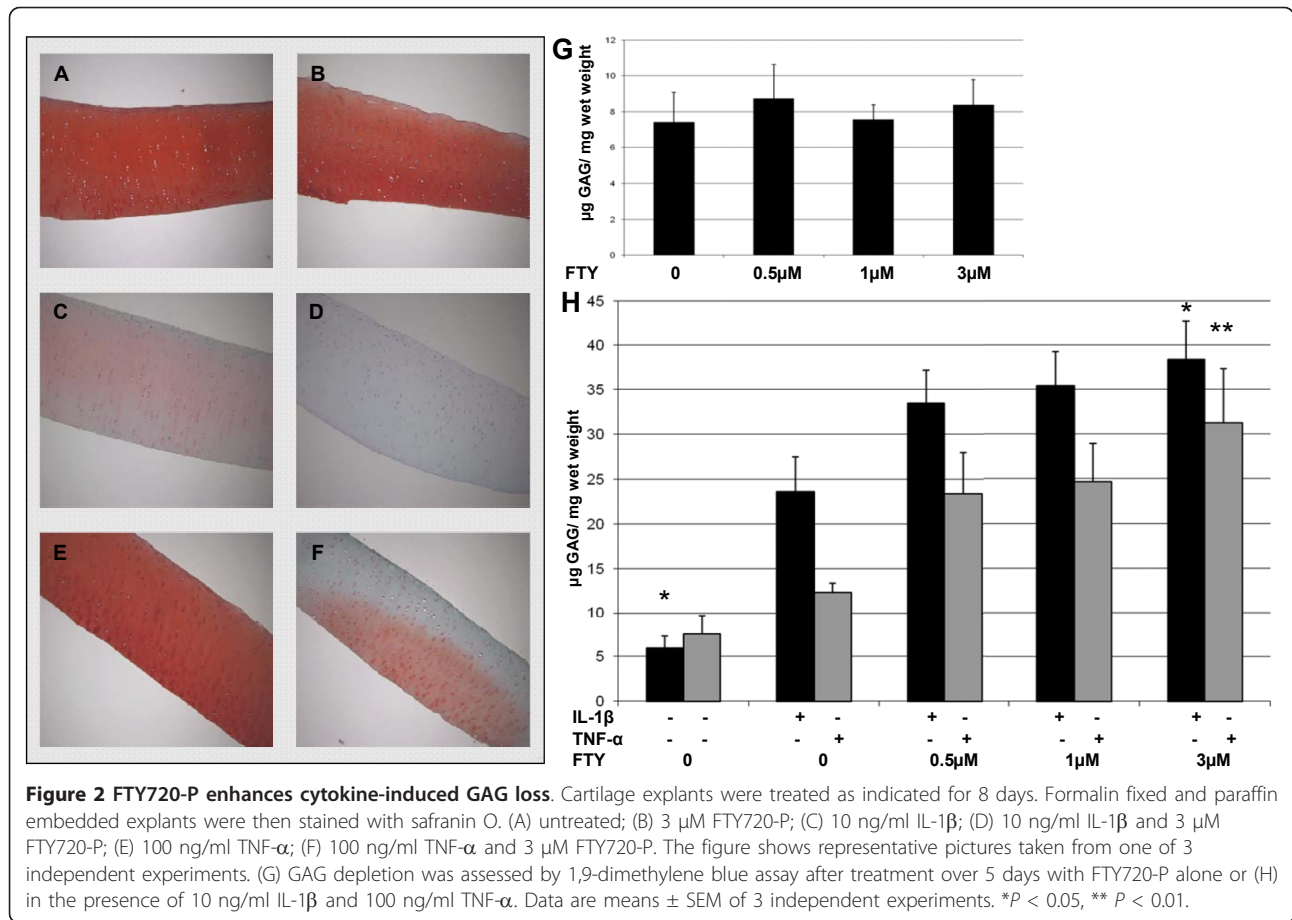 A
B
C
D
E
F
G
µg GAG/ mg wet weight
12
10
8
6
4
2
0
FTY 0 0.5µM 1µM 3µM
H
µg GAG/ mg wet weight
45
40
35
30
25
20
15
10
5
0
* * **
IL-1β - - + - + - + - + -
TNF-α - - - + - + - + - +
FTY 0 0 0.5µM 1µM 3µM
Figure 2 FTY720-P enhances cytokine-induced GAG loss. Cartilage explants were treated as indicated for 8 days. Formalin fixed and paraffin
embedded explants were then stained with safranin O. (A) untreated; (B) 3 μM FTY720-P; (C) 10 ng/ml IL-1β; (D) 10 ng/ml IL-1β and 3 μM
FTY720-P; (E) 100 ng/ml TNF-α; (F) 100 ng/ml TNF-α and 3 μM FTY720-P. The figure shows representative pictures taken from one of 3
independent experiments. (G) GAG depletion was assessed by 1,9-dimethylene blue assay after treatment over 5 days with FTY720-P alone or (H)
in the presence of 10 ng/ml IL-1β and 100 ng/ml TNF-α. Data are means ± SEM of 3 independent experiments. *P < 0.05, ** P < 0.01.